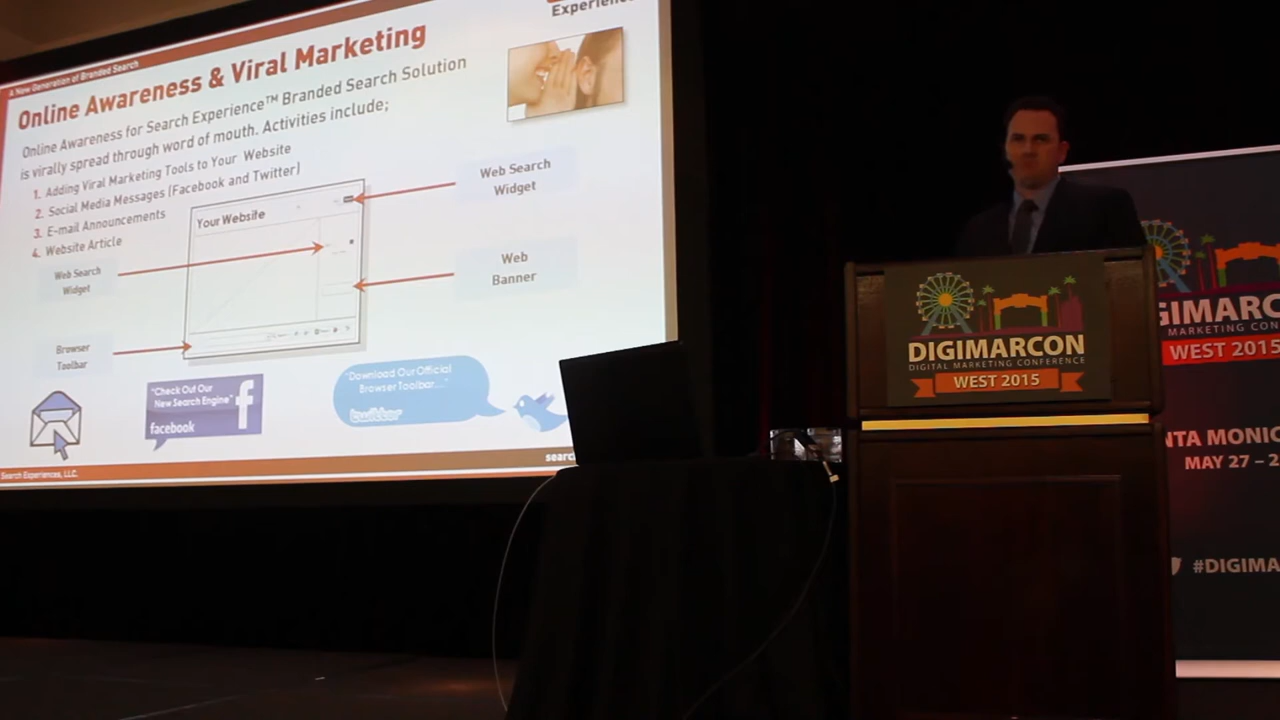 Experience
A New Generation of Branded Search
Online Awareness & Viral Marketing
Online Awareness for Search Experience™ Branded Search Solution
is virally spread through word of mouth. Activities include;
1. Adding Viral Marketing Tools to Your Website
2. Social Media Messages (Facebook and Twitter)
3. E-mail Announcements
4. Website Article
Your Website
Web Search
Widget
Web
Banner
Web Search
Widget
Browser
Toolbar
"Check Out Our
New Search Engine"
facebook
f
"Download Our Official
Browser Toolbar..."
twitter
Search Experiences, LLC.
searc
DIGIMARCON
DIGITAL MARKETING CONFERENCE
WEST 2015
GIMARC
MARKETING CON
WEST 2015
NTA MONIC
MAY 27 – 2
#DIGIMA